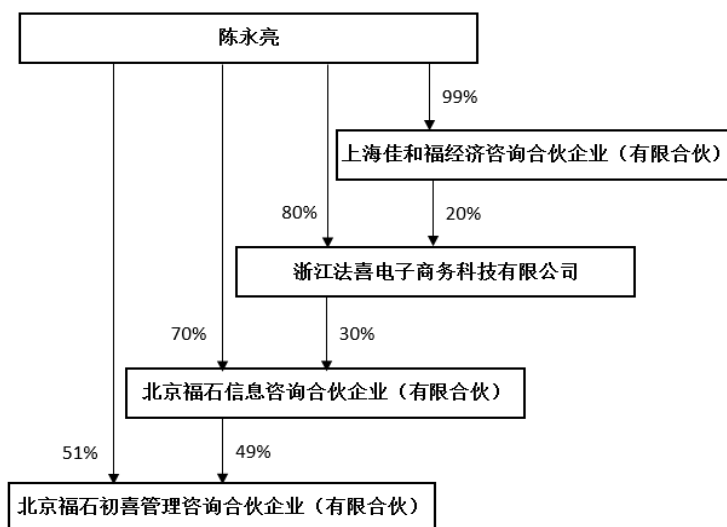 陈永亮
99%
上海佳和福经济咨询合伙企业（有限合伙）
80%
20%
浙江法喜电子商务科技有限公司
70%
30%
北京福石信息咨询合伙企业（有限合伙）
51%
49%
北京福石初喜管理咨询合伙企业（有限合伙）